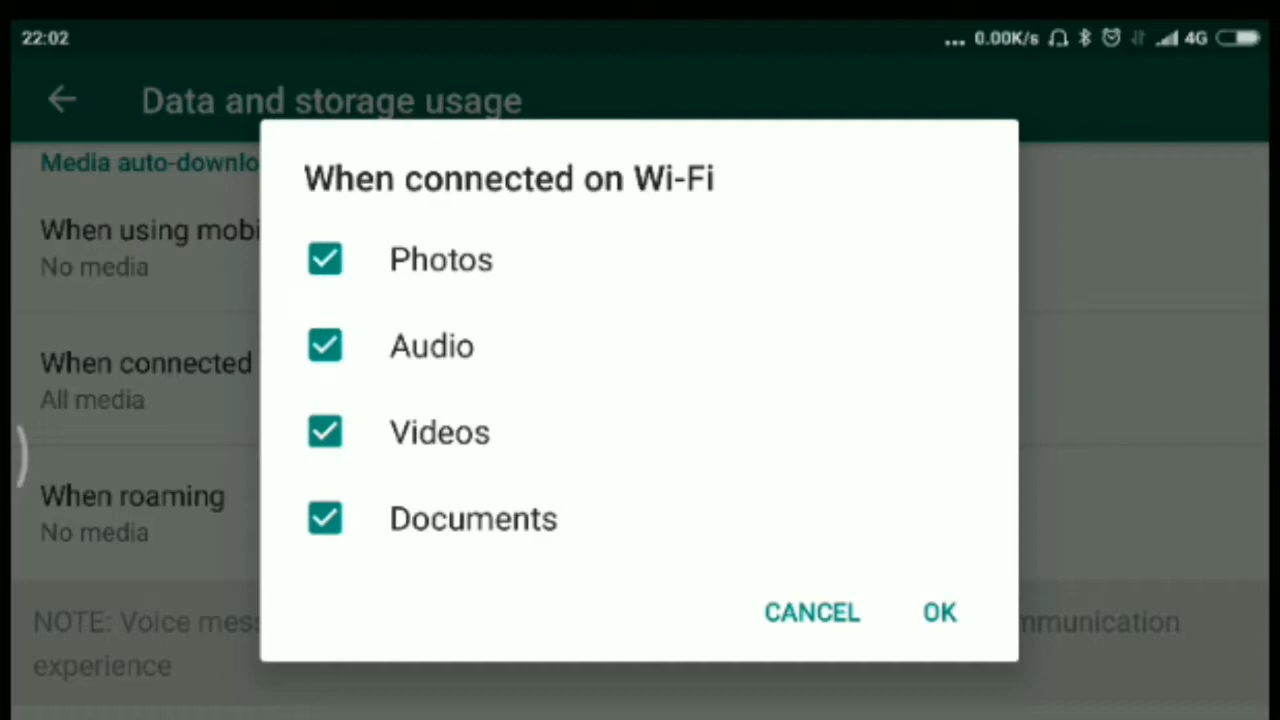 22:02
... 0.00K/s 4G
Data and storage usage
Media auto-downlo
When connected on Wi-Fi
When using mobi
No media
Photos
Audio
When connected
All media
Videos
When roaming
No media
Documents
NOTE: Voice mess
mmunication
experience
CANCEL OK